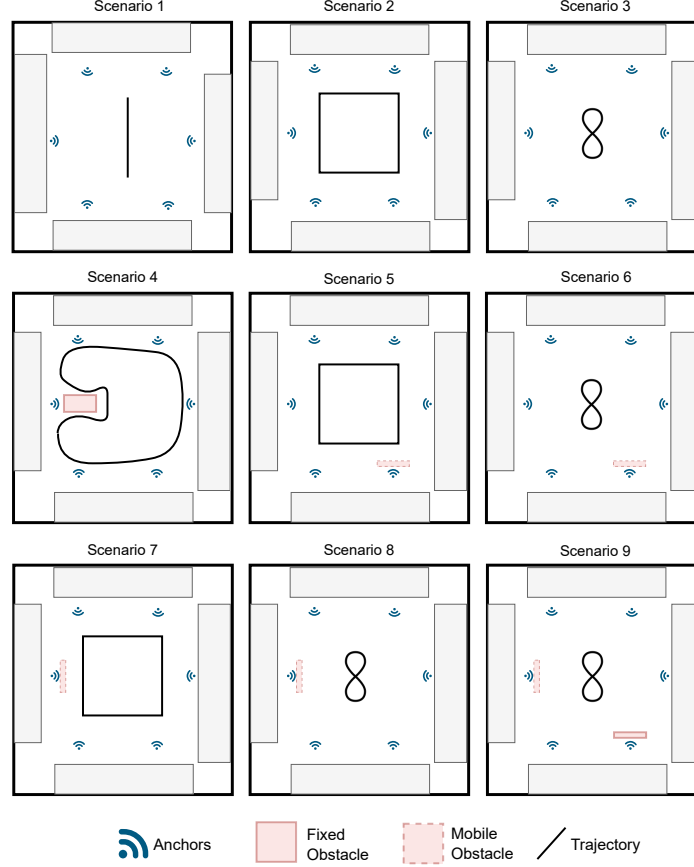 Scenario 1
Scenario 2
Scenario 3
Scenario 4
Scenario 5
Scenario 6
Scenario 7
Scenario 8
Scenario 9
Anchors
Fixed
Obstacle
Mobile
Obstacle
Trajectory